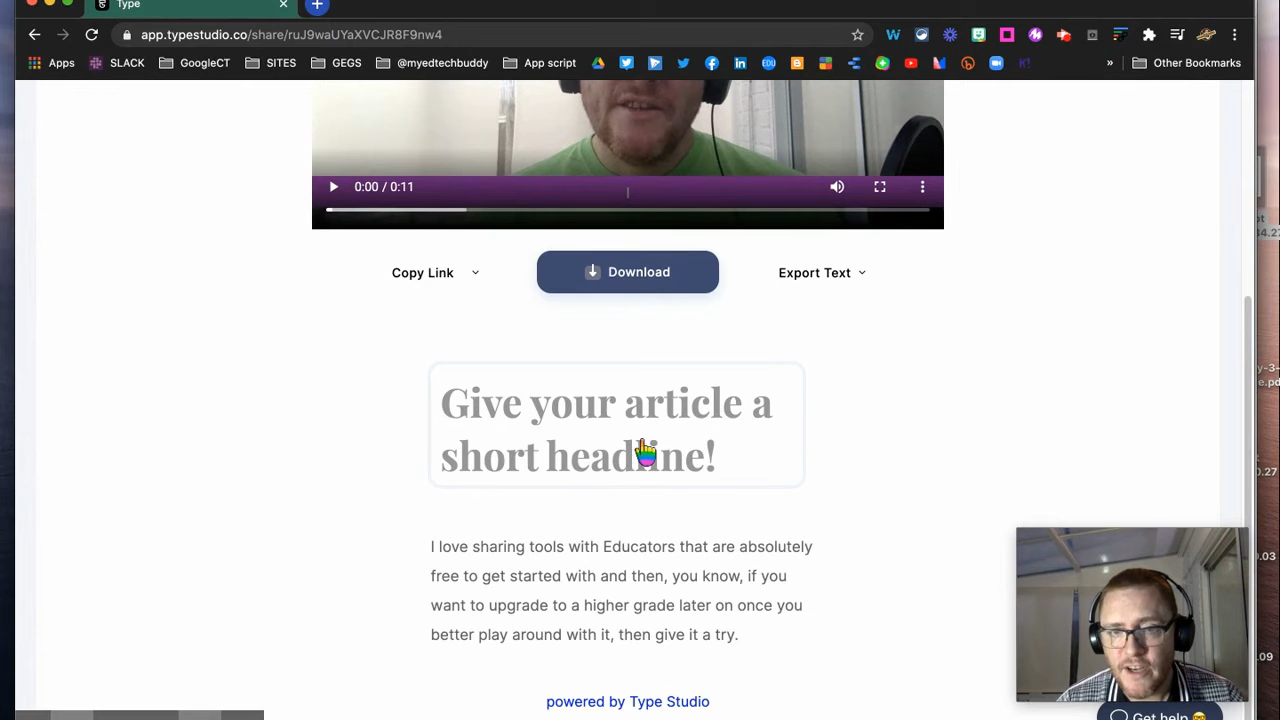 Type
app.typestudio.co/share/ruJ9waUYaXVCJR8F9nw4
Apps SLACK GoogleCT SITES GEGS @myedtechbuddy App script » Other Bookmarks
0:00 / 0:11
Copy Link Download Export Text
Give your article a
short headline!
I love sharing tools with Educators that are absolutely
free to get started with and then, you know, if you
want to upgrade to a higher grade later on once you
better play around with it, then give it a try.
powered by Type Studio
Get help